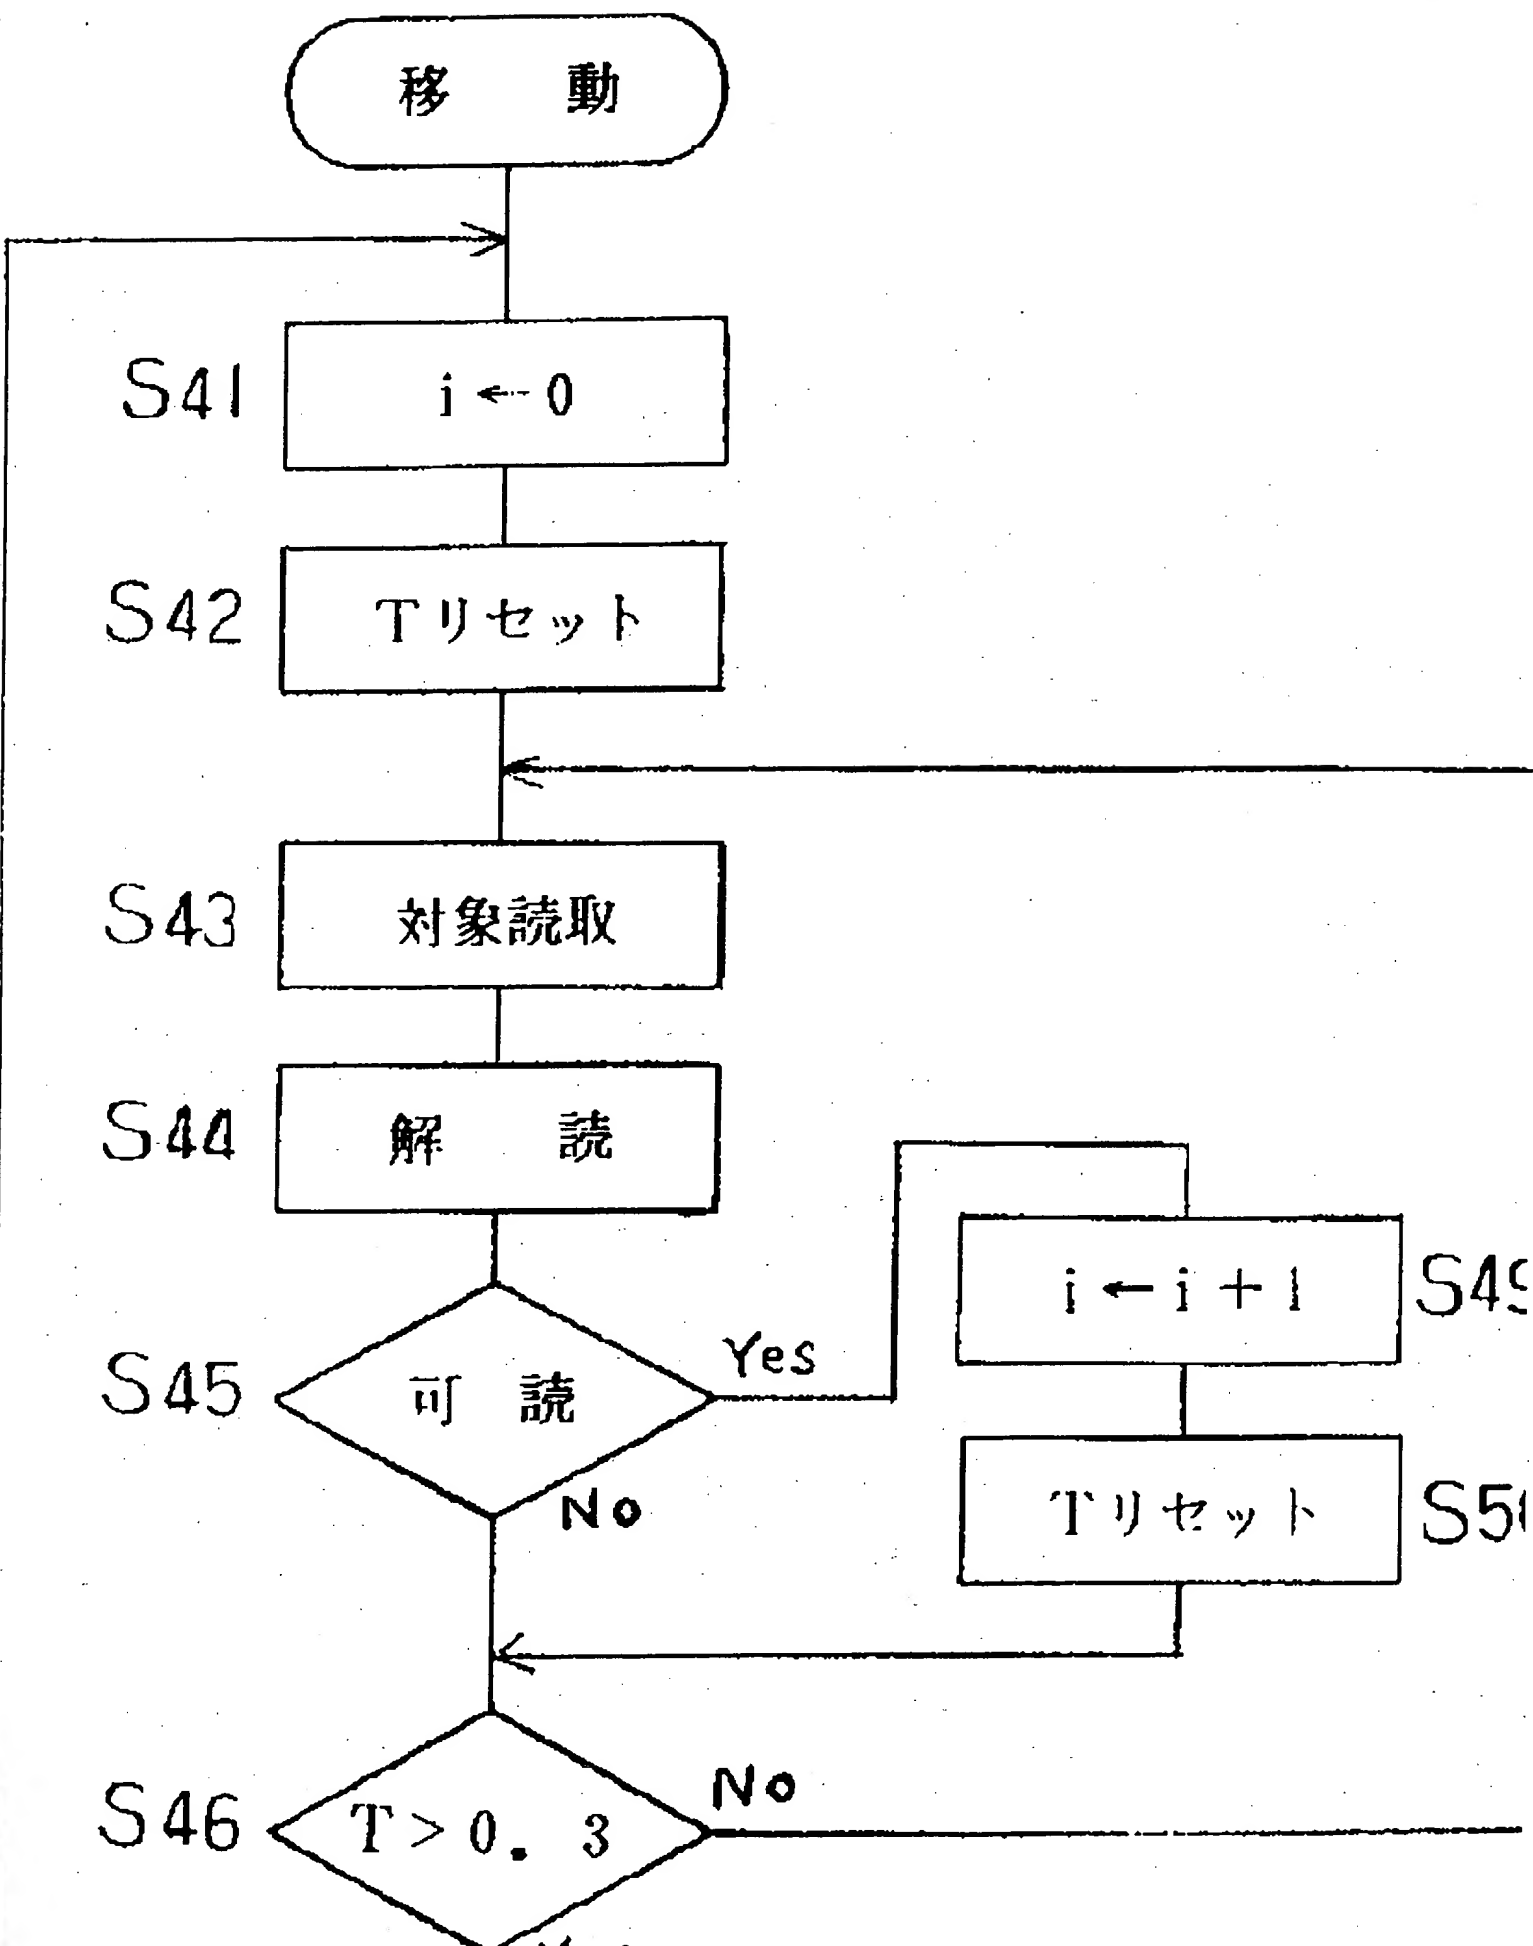 移 動
S41 i ← 0
S42 Tリセット
S43 対象読取
S44 解 読
i ← i + 1
S45 可 読 Yes
No
Tリセット
No
S46 T > 0. 3